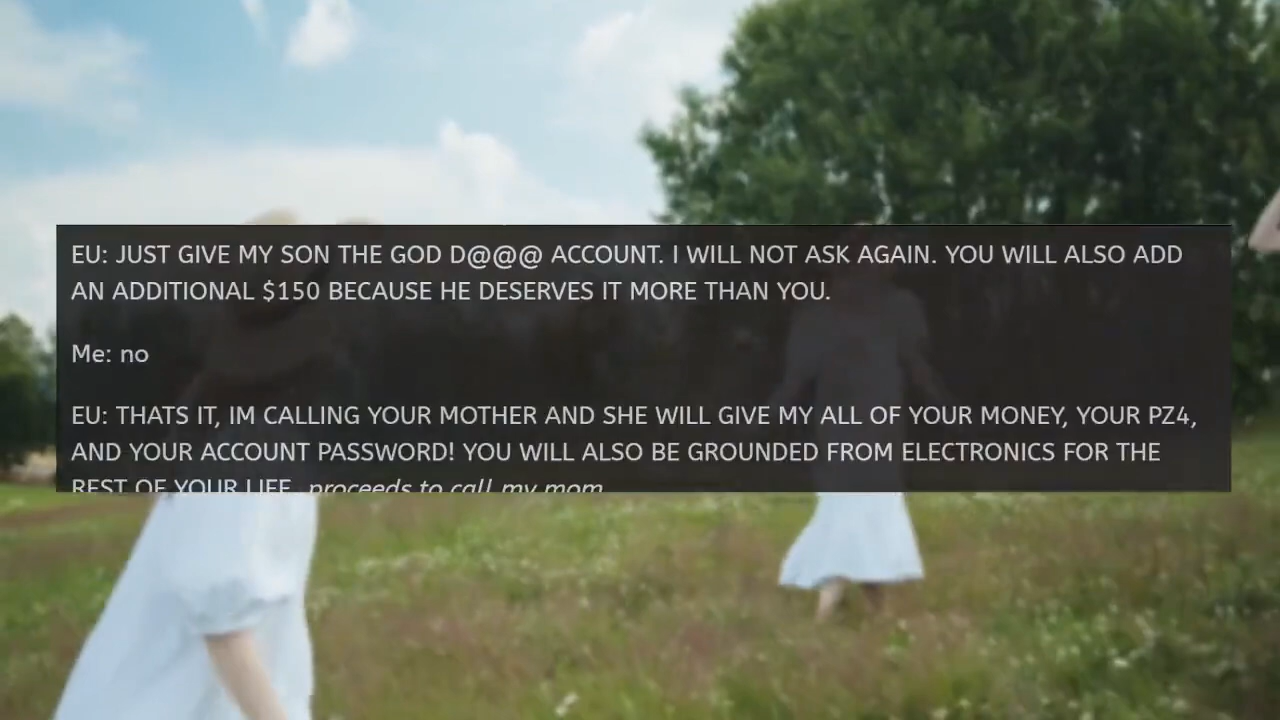 EU: JUST GIVE MY SON THE GOD D@@@ ACCOUNT. I WILL NOT ASK AGAIN. YOU WILL ALSO ADD
AN ADDITIONAL $150 BECAUSE HE DESERVES IT MORE THAN YOU.
Me: no
EU: THATS IT, IM CALLING YOUR MOTHER AND SHE WILL GIVE MY ALL OF YOUR MONEY, YOUR PZ4,
AND YOUR ACCOUNT PASSWORD! YOU WILL ALSO BE GROUNDED FROM ELECTRONICS FOR THE
REST OF YOUR LIFE. proceeds to call my mom